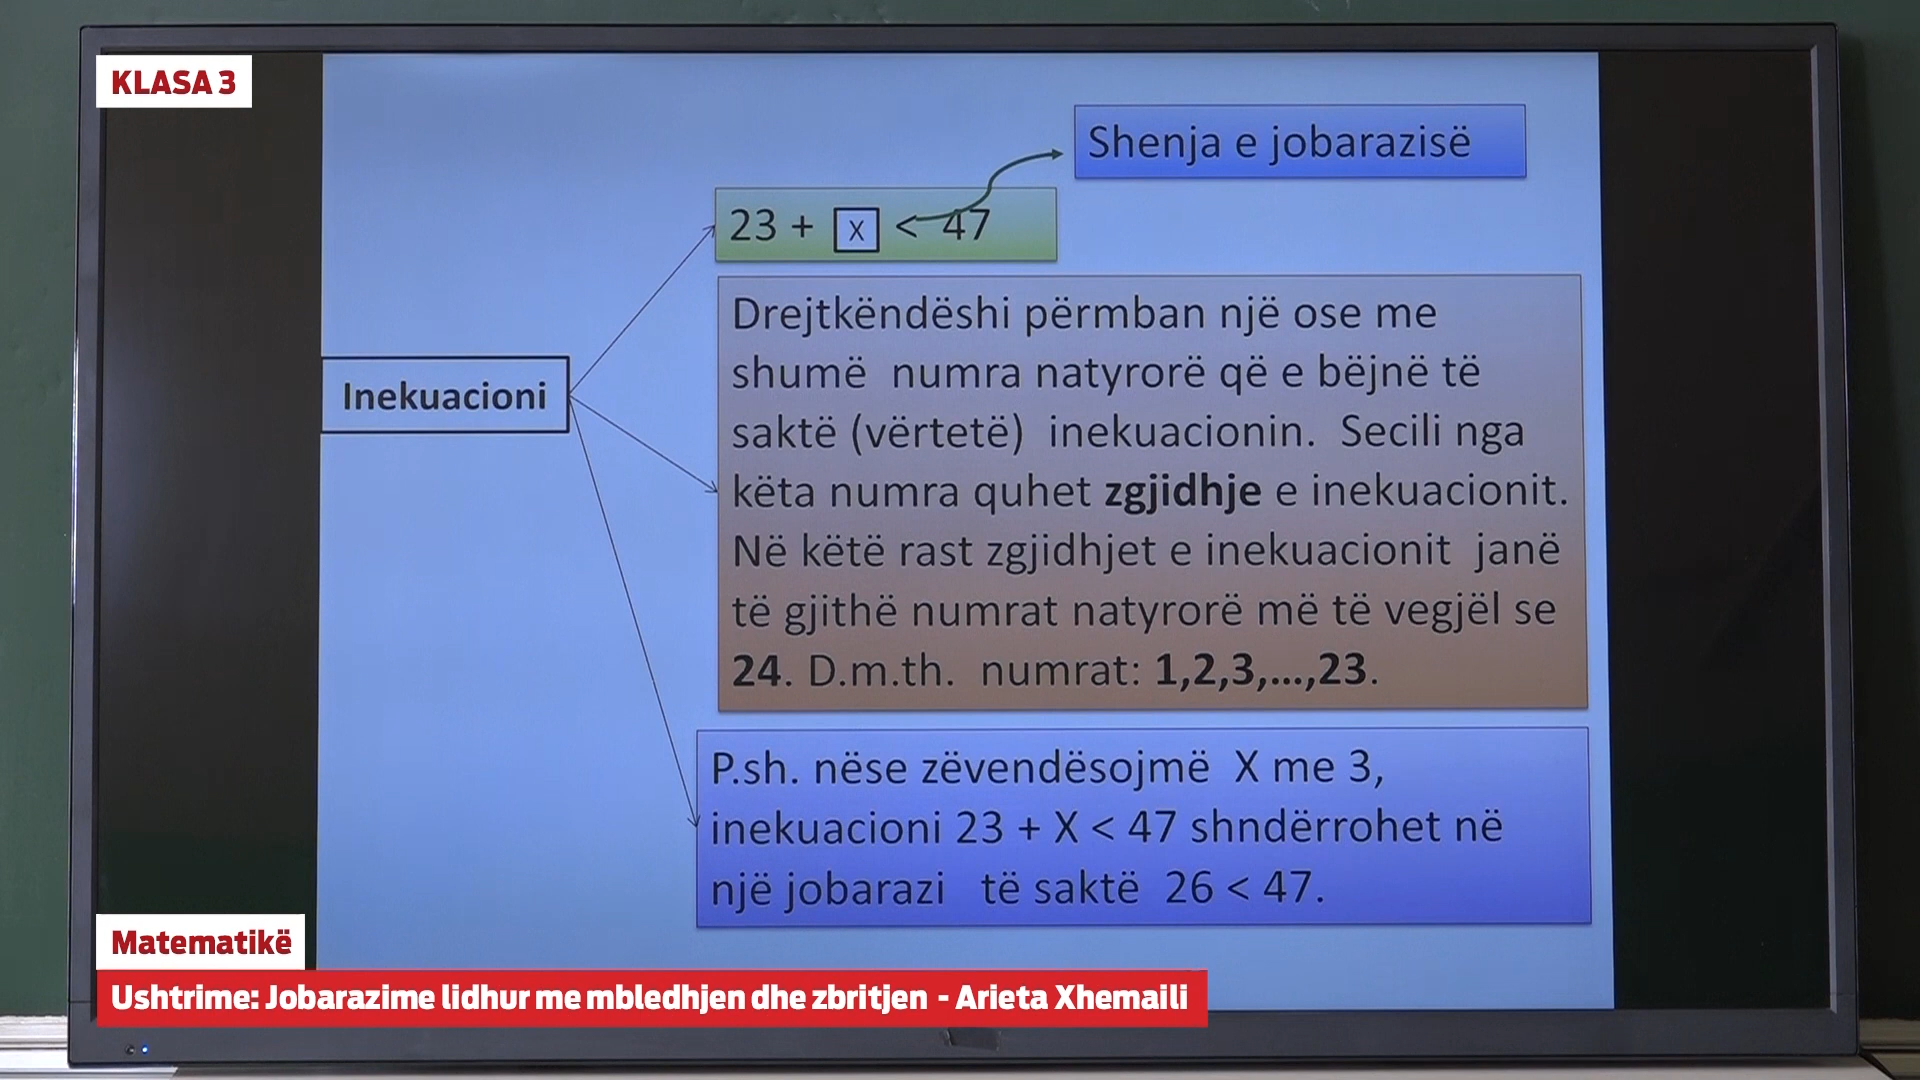 KLASA 3
Shenja e jobarazisë
23 + x < 47
Inekuacioni
Drejtkëndëshi përmban një ose me
shumë numra natyrorë që e bëjnë të
saktë (vërtetë) inekuacionin. Secili nga
këta numra quhet zgjidhje e inekuacionit.
Në këtë rast zgjidhjet e inekuacionit janë
të gjithë numrat natyrorë më të vegjël se
24. D.m.th. numrat: 1,2,3,...,23.
P.sh. nëse zëvendësojmë X me 3,
inekuacioni 23 + X < 47 shndërrohet në
një jobarazi të saktë 26 < 47.
Matematikë
Ushtrime: Jobarazime lidhur me mbledhjen dhe zbritjen - Arieta Xhemaili